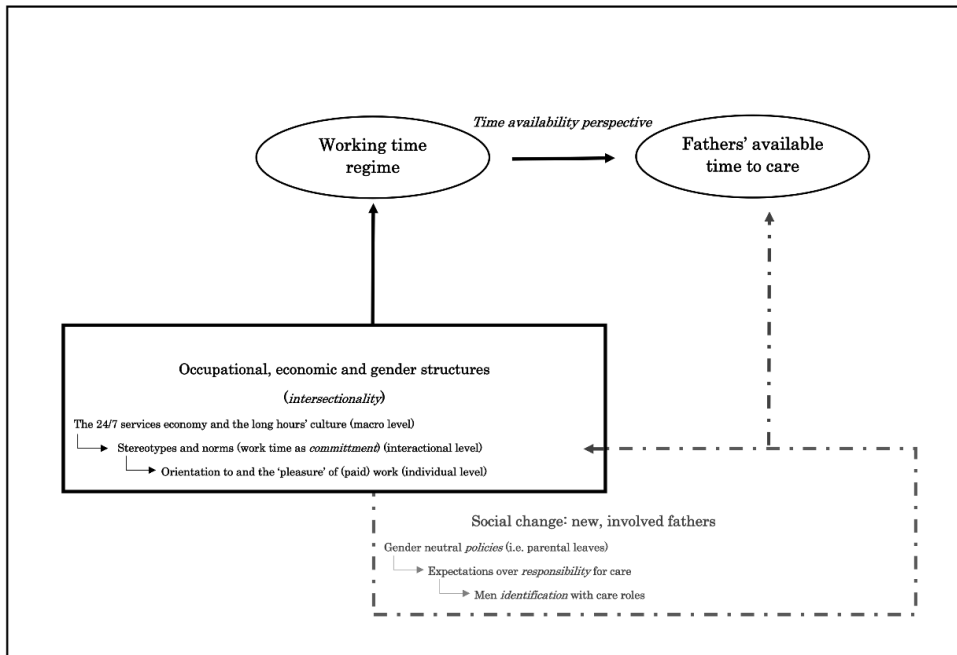 Time availability perspective
Working time
regime
Fathers' available
time to care
Occupational, economic and gender structures
(intersectionality)
The 24/7 services economy and the long hours' culture (macro level)
Stereotypes and norms (work time as committment) (interactional level)
Orientation to and the 'pleasure' of (paid) work (individual level)
Social change: new, involved fathers
Gender neutral policies (i.e. parental leaves)
Expectations over responsibility for care
Men identification with care roles